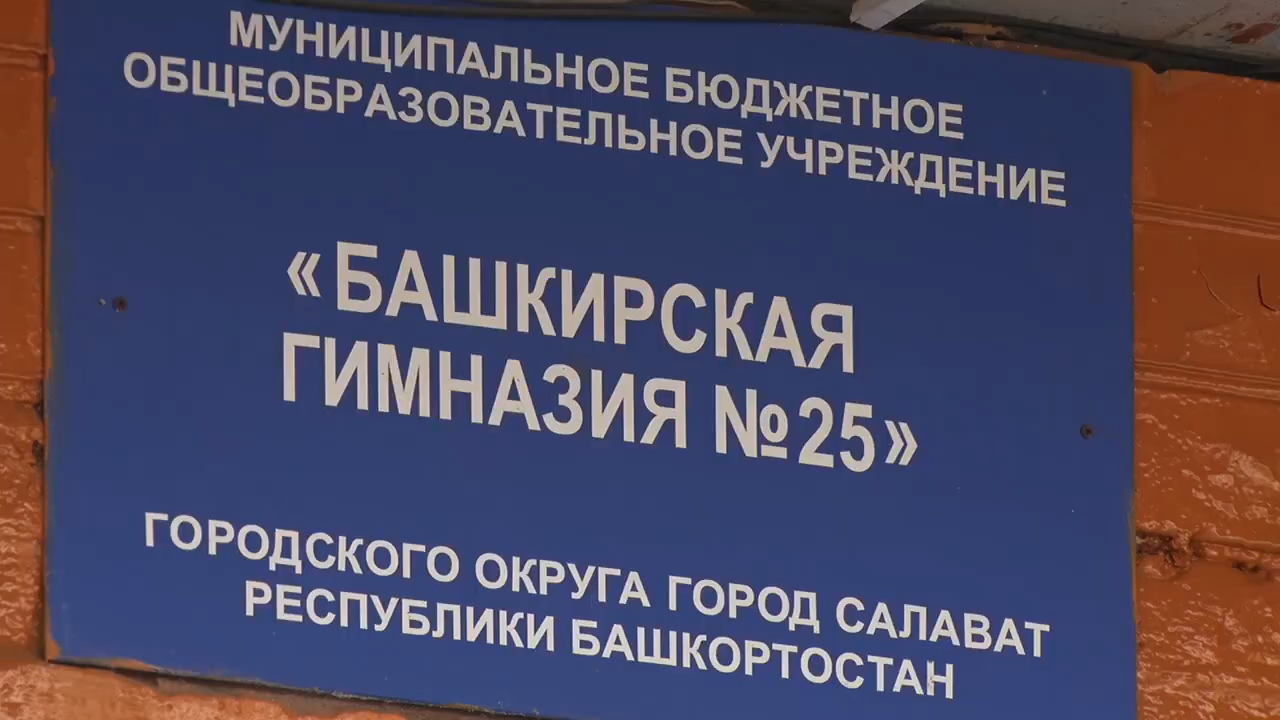 МУНИЦИПАЛЬНОЕ БЮДЖЕТНОЕ
ОБЩЕОБРАЗОВАТЕЛЬНОЕ УЧРЕЖДЕНИЕ
«БАШКИРСКАЯ
ГИМНАЗИЯ №25»
ГОРОДСКОГО ОКРУГА ГОРОД САЛАВАТ
РЕСПУБЛИКИ БАШКОРТОСТАН